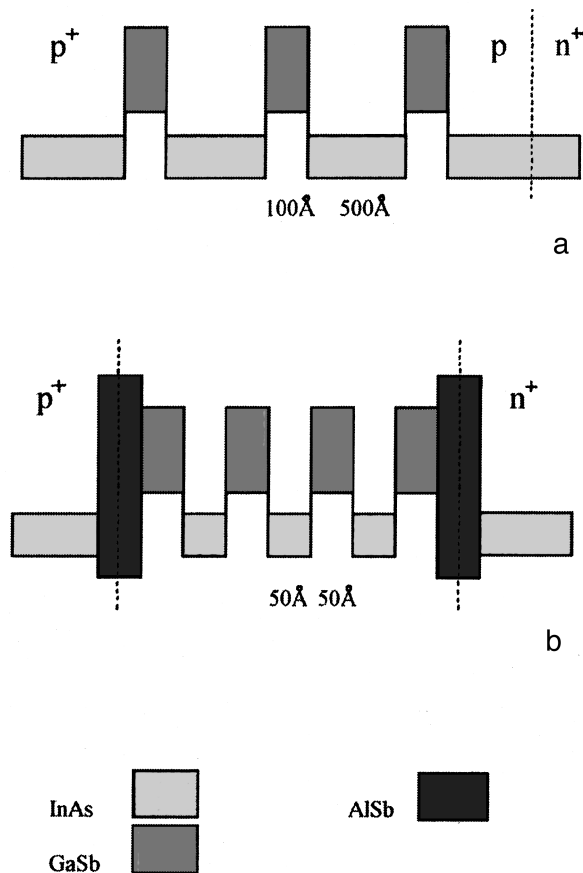 p+ p n+
100Å 500Å
a
p+ n+
50Å 50Å
b
InAs AlSb
GaSb